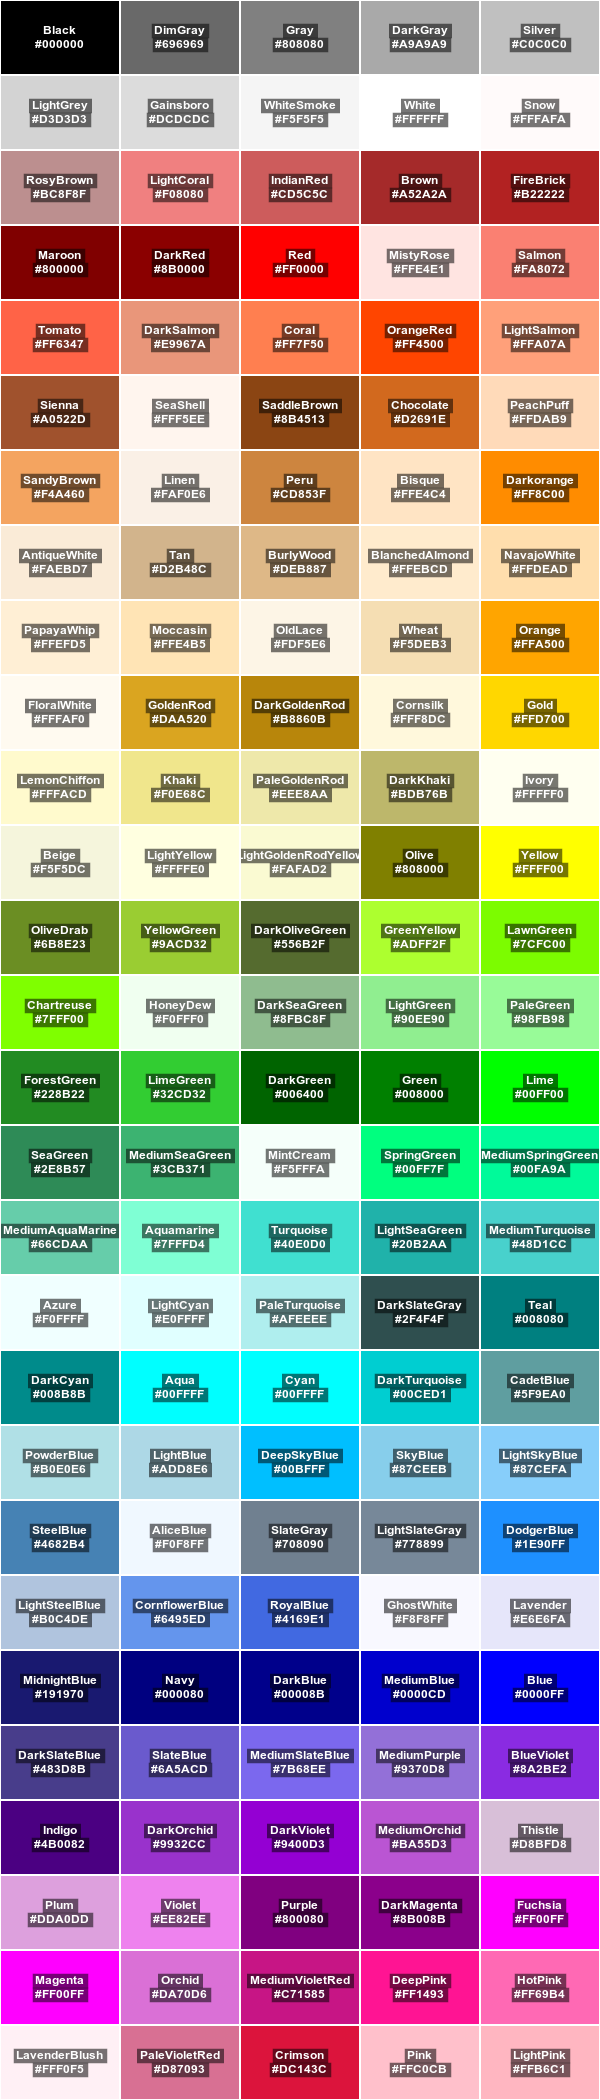 Black
#000000
DimGray
#696969
Gray
#808080
DarkGray
#A9A9A9
Silver
#C0C0C0
LightGrey
#D3D3D3
Gainsboro
#DCDCDC
WhiteSmoke
#F5F5F5
White
#FFFFFF
Snow
#FFFAFA
RosyBrown
#BC8F8F
LightCoral
#F08080
IndianRed
#CD5C5C
Brown
#A52A2A
FireBrick
#B22222
Maroon
#800000
DarkRed
#8B0000
Red
#FF0000
MistyRose
#FFE4E1
Salmon
#FA8072
Tomato
#FF6347
DarkSalmon
#E9967A
Coral
#FF7F50
OrangeRed
#FF4500
LightSalmon
#FFA07A
Sienna
#A0522D
SeaShell
#FFF5EE
SaddleBrown
#8B4513
Chocolate
#D2691E
PeachPuff
#FFDAB9
SandyBrown
#F4A460
Linen
#FAF0E6
Peru
#CD853F
Bisque
#FFE4C4
Darkorange
#FF8C00
AntiqueWhite
#FAEBD7
Tan
#D2B48C
BurlyWood
#DEB887
BlanchedAlmond
#FFEBCD
NavajoWhite
#FFDEAD
PapayaWhip
#FFEFD5
Moccasin
#FFE4B5
OldLace
#FDF5E6
Wheat
#F5DEB3
Orange
#FFA500
FloralWhite
#FFFAF0
GoldenRod
#DAA520
DarkGoldenRod
#B8860B
Cornsilk
#FFF8DC
Gold
#FFD700
LemonChiffon
#FFFACD
Khaki
#F0E68C
PaleGoldenRod
#EEE8AA
DarkKhaki
#BDB76B
Ivory
#FFFFF0
Beige
#F5F5DC
LightYellow
#FFFFE0
LightGoldenRodYellow
#FAFAD2
Olive
#808000
Yellow
#FFFF00
OliveDrab
#6B8E23
YellowGreen
#9ACD32
DarkOliveGreen
#556B2F
GreenYellow
#ADFF2F
LawnGreen
#7CFC00
Chartreuse
#7FFF00
HoneyDew
#F0FFF0
DarkSeaGreen
#8FBC8F
LightGreen
#90EE90
PaleGreen
#98FB98
ForestGreen
#228B22
LimeGreen
#32CD32
DarkGreen
#006400
Green
#008000
Lime
#00FF00
SeaGreen
#2E8B57
MediumSeaGreen
#3CB371
MintCream
#F5FFFA
SpringGreen
#00FF7F
MediumSpringGreen
#00FA9A
MediumAquaMarine
#66CDAA
Aquamarine
#7FFFD4
Turquoise
#40E0D0
LightSeaGreen
#20B2AA
MediumTurquoise
#48D1CC
Azure
#F0FFFF
LightCyan
#E0FFFF
PaleTurquoise
#AFEEEE
DarkSlateGray
#2F4F4F
Teal
#008080
DarkCyan
#008B8B
Aqua
#00FFFF
Cyan
#00FFFF
DarkTurquoise
#00CED1
CadetBlue
#5F9EA0
PowderBlue
#B0E0E6
LightBlue
#ADD8E6
DeepSkyBlue
#00BFFF
SkyBlue
#87CEEB
LightSkyBlue
#87CEFA
SteelBlue
#4682B4
AliceBlue
#F0F8FF
SlateGray
#708090
LightSlateGray
#778899
DodgerBlue
#1E90FF
LightSteelBlue
#B0C4DE
CornflowerBlue
#6495ED
RoyalBlue
#4169E1
GhostWhite
#F8F8FF
Lavender
#E6E6FA
MidnightBlue
#191970
Navy
#000080
DarkBlue
#00008B
MediumBlue
#0000CD
Blue
#0000FF
DarkSlateBlue
#483D8B
SlateBlue
#6A5ACD
MediumSlateBlue
#7B68EE
MediumPurple
#9370D8
BlueViolet
#8A2BE2
Indigo
#4B0082
DarkOrchid
#9932CC
DarkViolet
#9400D3
MediumOrchid
#BA55D3
Thistle
#D8BFD8
Plum
#DDA0DD
Violet
#EE82EE
Purple
#800080
DarkMagenta
#8B008B
Fuchsia
#FF00FF
Magenta
#FF00FF
Orchid
#DA70D6
MediumVioletRed
#C71585
DeepPink
#FF1493
HotPink
#FF69B4
LavenderBlush
#FFF0F5
PaleVioletRed
#D87093
Crimson
#DC143C
Pink
#FFC0CB
LightPink
#FFB6C1